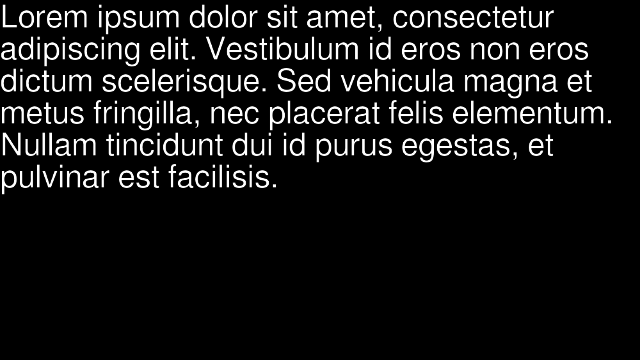 Lorem ipsum dolor sit amet, consectetur
adipiscing elit. Vestibulum id eros non eros
dictum scelerisque. Sed vehicula magna et
metus fringilla, nec placerat felis elementum.
Nullam tincidunt dui id purus egestas, et
pulvinar est facilisis.